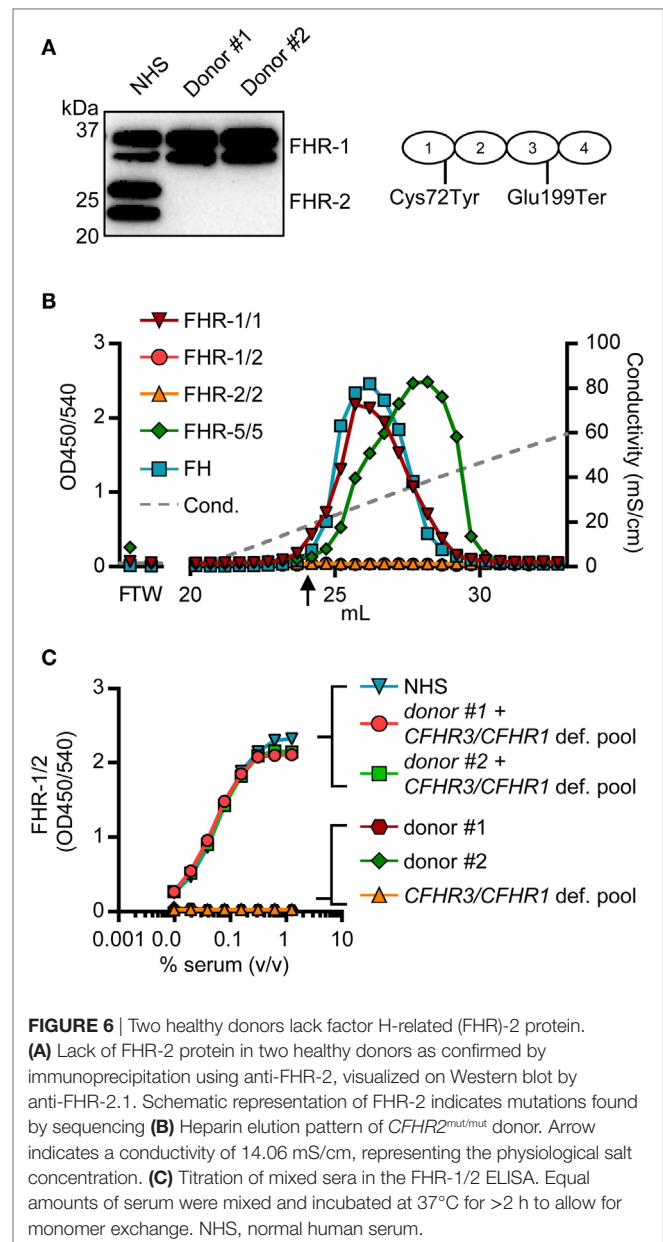 A
NHS
Donor #1
Donor #2
kDa
37
25
20
FHR-1
FHR-2
1 2 3 4
Cys72Tyr Glu199Ter
B
FHR-1/1
FHR-1/2
FHR-2/2
FHR-5/5
FH
Cond.
OD450/540
3
2
1
0
Conductivity (mS/cm)
100
80
60
40
20
0
FTW 20 25 30
mL
C
FHR-1/2
(OD450/540)
3
2
1
0
0.001 0.0 0.1 1 10
% serum (v/v)
NHS
donor #1 +
CFHR3/CFHR1 def. pool
donor #2 +
CFHR3/CFHR1 def. pool
donor #1
donor #2
CFHR3/CFHR1 def. pool
FIGURE 6 | Two healthy donors lack factor H-related (FHR)-2 protein.
(A) Lack of FHR-2 protein in two healthy donors as confirmed by
immunoprecipitation using anti-FHR-2, visualized on Western blot by
anti-FHR-2.1. Schematic representation of FHR-2 indicates mutations found
by sequencing (B) Heparin elution pattern of CFHR2mut/mut donor. Arrow
indicates a conductivity of 14.06 mS/cm, representing the physiological salt
concentration. (C) Titration of mixed sera in the FHR-1/2 ELISA. Equal
amounts of serum were mixed and incubated at 37°C for >2 h to allow for
monomer exchange. NHS, normal human serum.